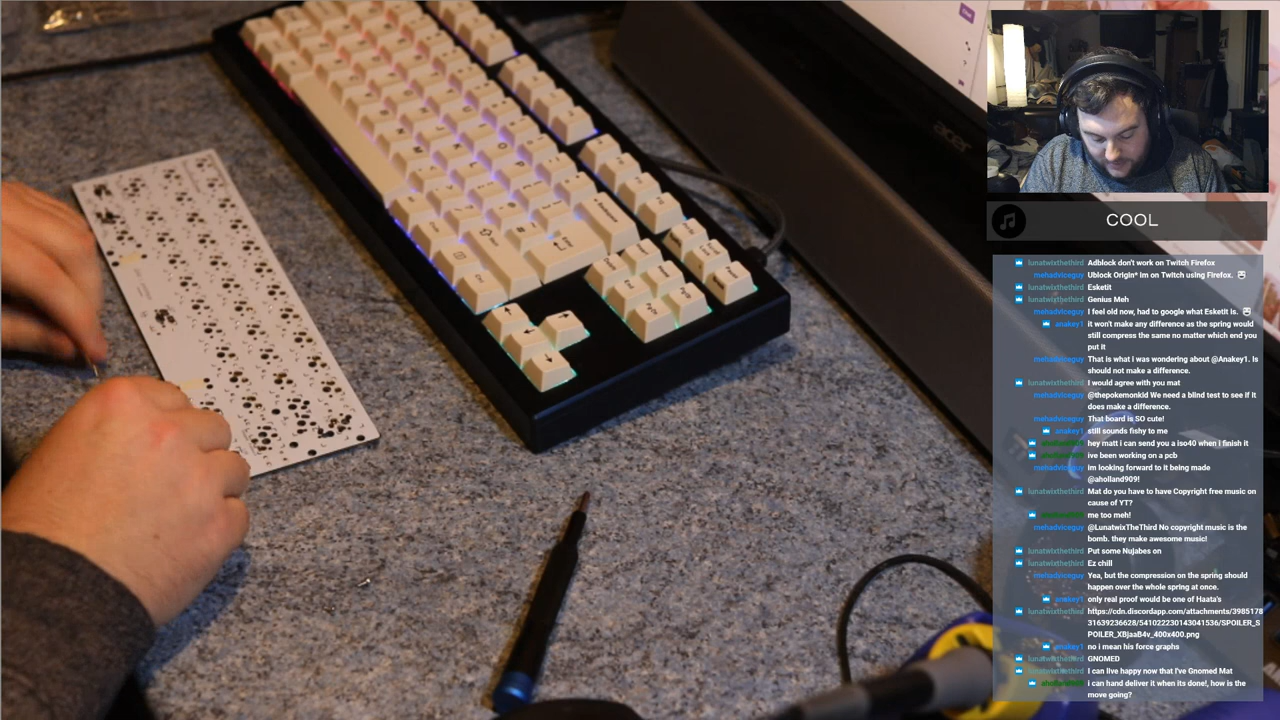 acer
COOL
lunatwixthethird Adblock don't work on Twitch Firefox
mehadviceguy Ublock Origin* im on Twitch using Firefox.
lunatwixthethird Esketit
lunatwixthethird Genius Meh
mehadviceguy I feel old now, had to google what Esketit is.
anakey1 it won't make any difference as the spring would
still compress the same no matter which end you
put it
mehadviceguy That is what i was wondering about @Anakey1. Is
should not make a difference.
lunatwixthethird I would agree with you mat
mehadviceguy @thepokemonkid We need a blind test to see if it
does make a difference.
mehadviceguy That board is SO cute!
anakey1 still sounds fishy to me
hey matt i can send you a iso40 when i finish it
ive been working on a pcb
mehadviceguy im looking forward to it being made
@aholland909!
lunatwixthethird Mat do you have to have Copyright free music on
cause of YT?
me too meh!
mehadviceguy @LunatwixTheThird No copyright music is the
bomb. they make awesome music!
lunatwixthethird Put some Nujabes on
lunatwixthethird Ez chill
mehadviceguy Yea, but the compression on the spring should
happen over the whole spring at once.
anakey1 only real proof would be one of Haata's
lunatwixthethird https://cdn.discordapp.com/attachments/3985178
31639236628/541022230143041536/SPOILER_S
POILER_XBjaaB4v_400x400.png
anakey1 no i mean his force graphs
lunatwixthethird GNOMED
lunatwixthethird I can live happy now that I've Gnomed Mat
i can hand deliver it when its done!, how is the
move going?